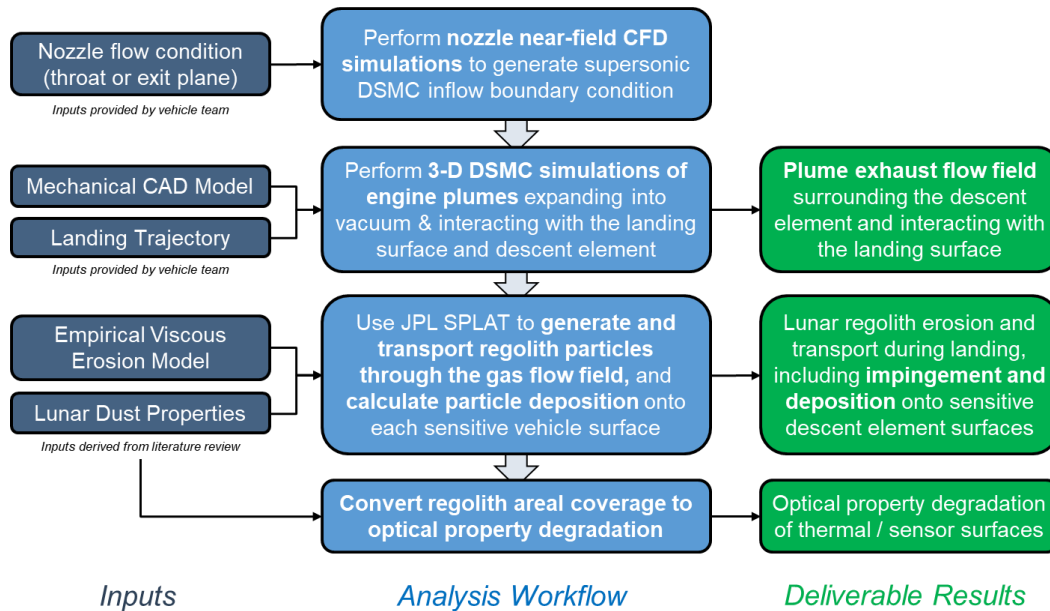 Nozzle flow condition
(throat or exit plane)
Inputs provided by vehicle team
Perform nozzle near-field CFD
simulations to generate supersonic
DSMC inflow boundary condition
Mechanical CAD Model
Landing Trajectory
Inputs provided by vehicle team
Perform 3-D DSMC simulations of
engine plumes expanding into
vacuum & interacting with the landing
surface and descent element
Plume exhaust flow field
surrounding the descent
element and interacting with
the landing surface
Empirical Viscous
Erosion Model
Lunar Dust Properties
Inputs derived from literature review
Use JPL SPLAT to generate and
transport regolith particles
through the gas flow field, and
calculate particle deposition onto
each sensitive vehicle surface
Lunar regolith erosion and
transport during landing,
including impingement and
deposition onto sensitive
descent element surfaces
Convert regolith areal coverage to
optical property degradation
Optical property degradation
of thermal / sensor surfaces
Inputs
Analysis Workflow
Deliverable Results